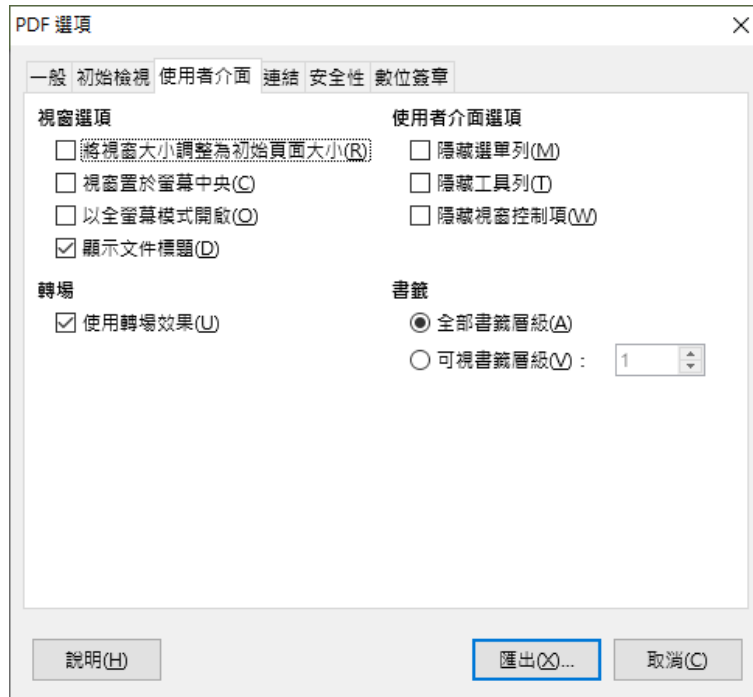 PDF 選項
一般 初始檢視 使用者介面 連結 安全性 數位簽章
視窗選項
將視窗大小調整為初始頁面大小(R)
視窗置於螢幕中央(C)
以全螢幕模式開啟(O)
顯示文件標題(D)
轉場
使用轉場效果(U)
使用者介面選項
隱藏選單列(M)
隱藏工具列(T)
隱藏視窗控制項(W)
書籤
全部書籤層級(A)
可視書籤層級(V)： 1
說明(H) 匯出(X)... 取消(C)